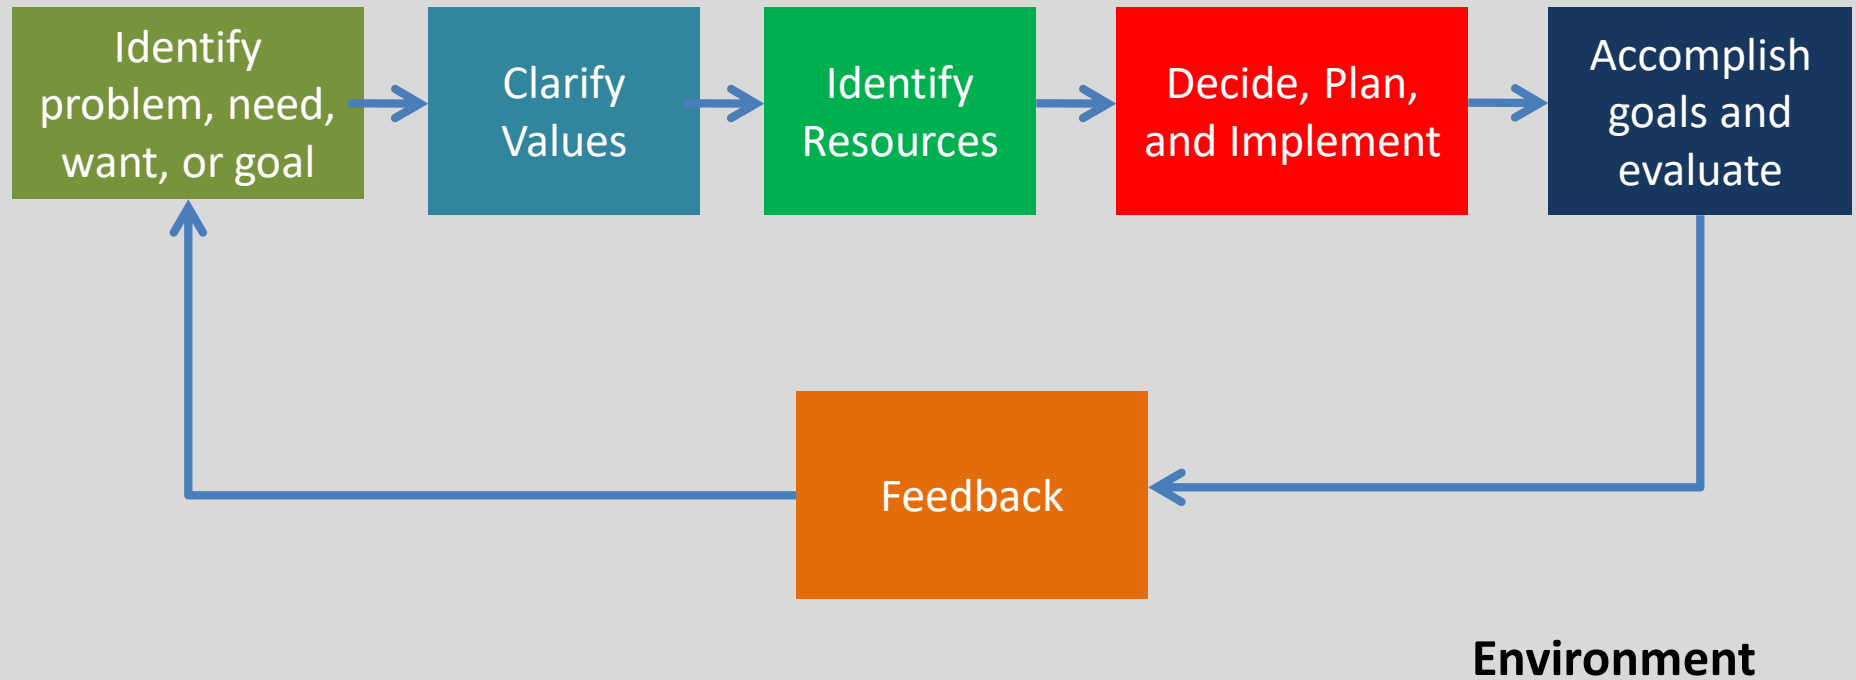 Identify
problem, need,
want, or goal
Clarify
Values
Identify
Resources
Decide, Plan,
and Implement
Accomplish
goals and
evaluate
Feedback
Environment